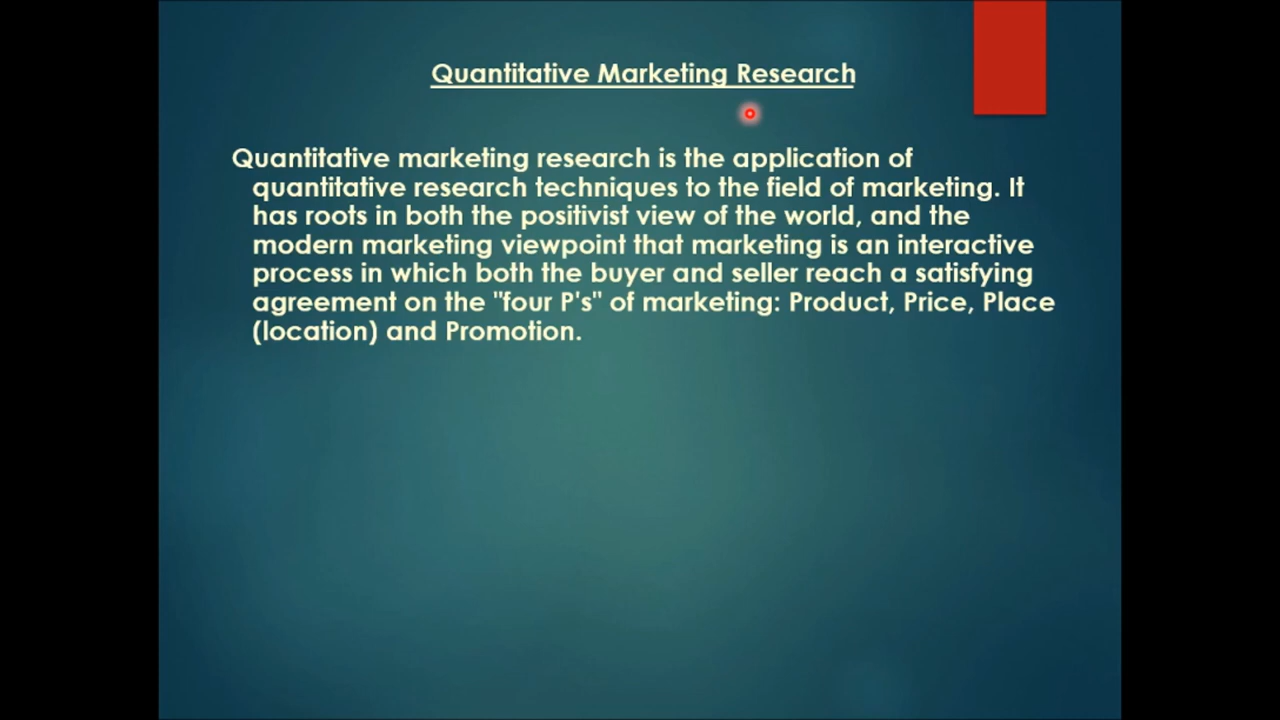 Quantitative Marketing Research
Quantitative marketing research is the application of
quantitative research techniques to the field of marketing. It
has roots in both the positivist view of the world, and the
modern marketing viewpoint that marketing is an interactive
process in which both the buyer and seller reach a satisfying
agreement on the "four P's" of marketing: Product, Price, Place
(location) and Promotion.